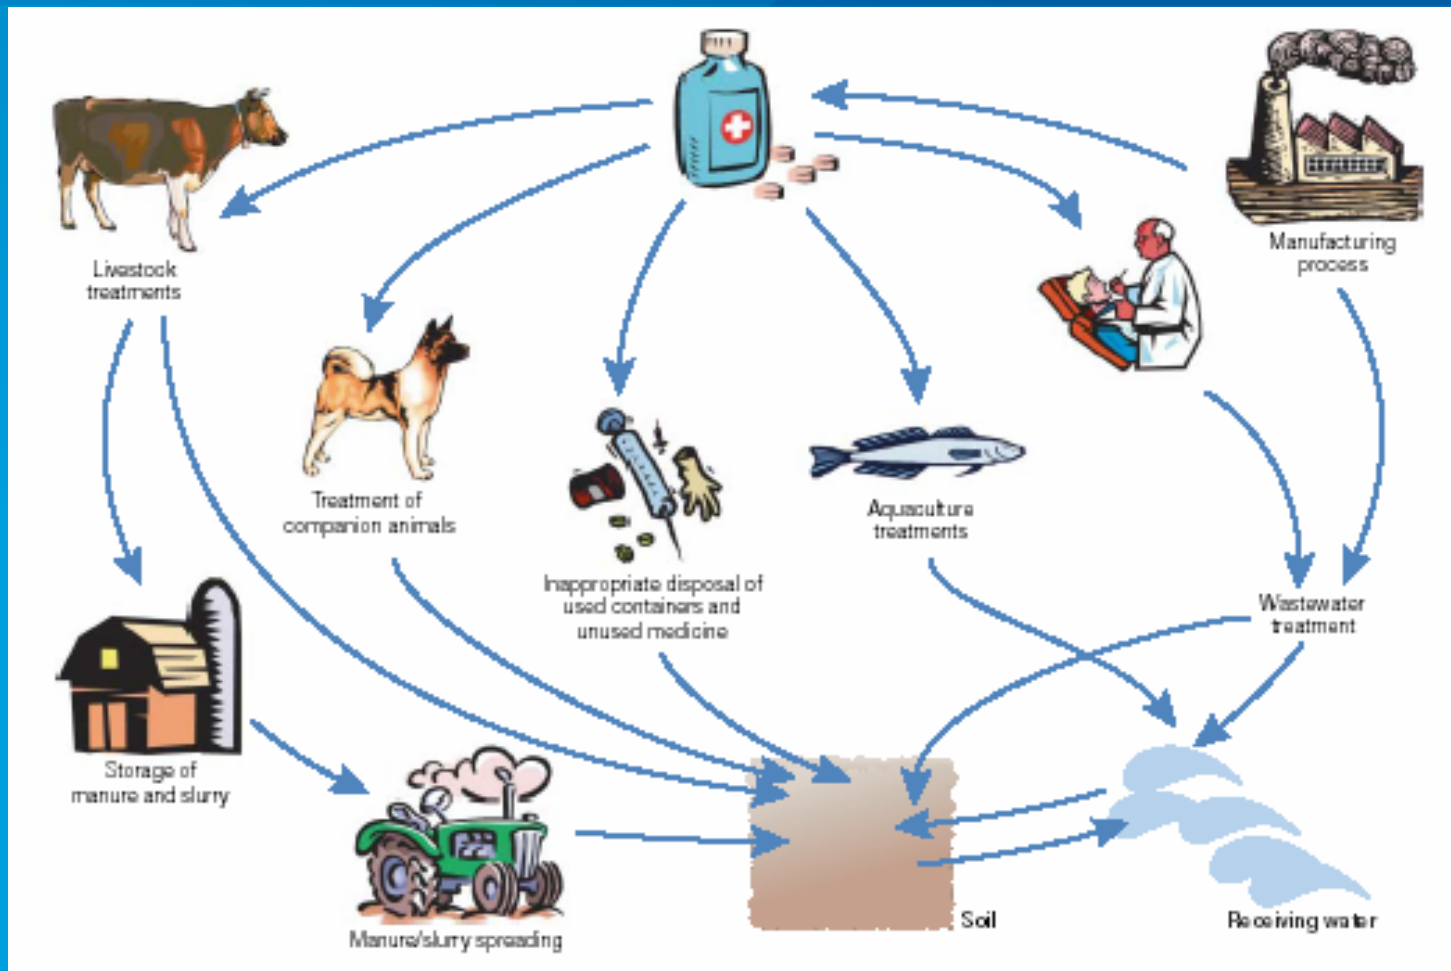 Manufacturing
process
Livestock
treatments
Treatment of
companion animals
Aquaculture
treatments
Inappropriate disposal of
used containers and
unused medicine
Wastewater
treatment
Storage of
manure and slurry
Manure/slurry spreading
Soil
Receiving water